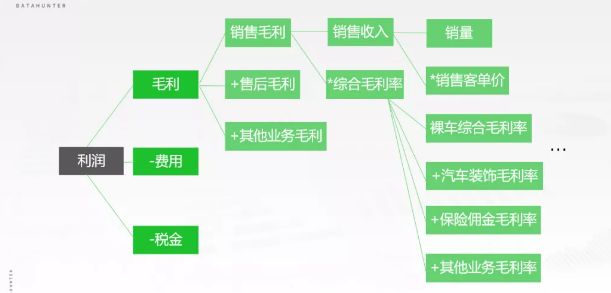 DATAHUNTER
销售毛利
销售收入
销量
毛利
+售后毛利
*综合毛利率
*销售客单价
+其他业务毛利
裸车综合毛利率
...
利润
-费用
+汽车装饰毛利率
+保险佣金毛利率
-税金
+其他业务毛利率